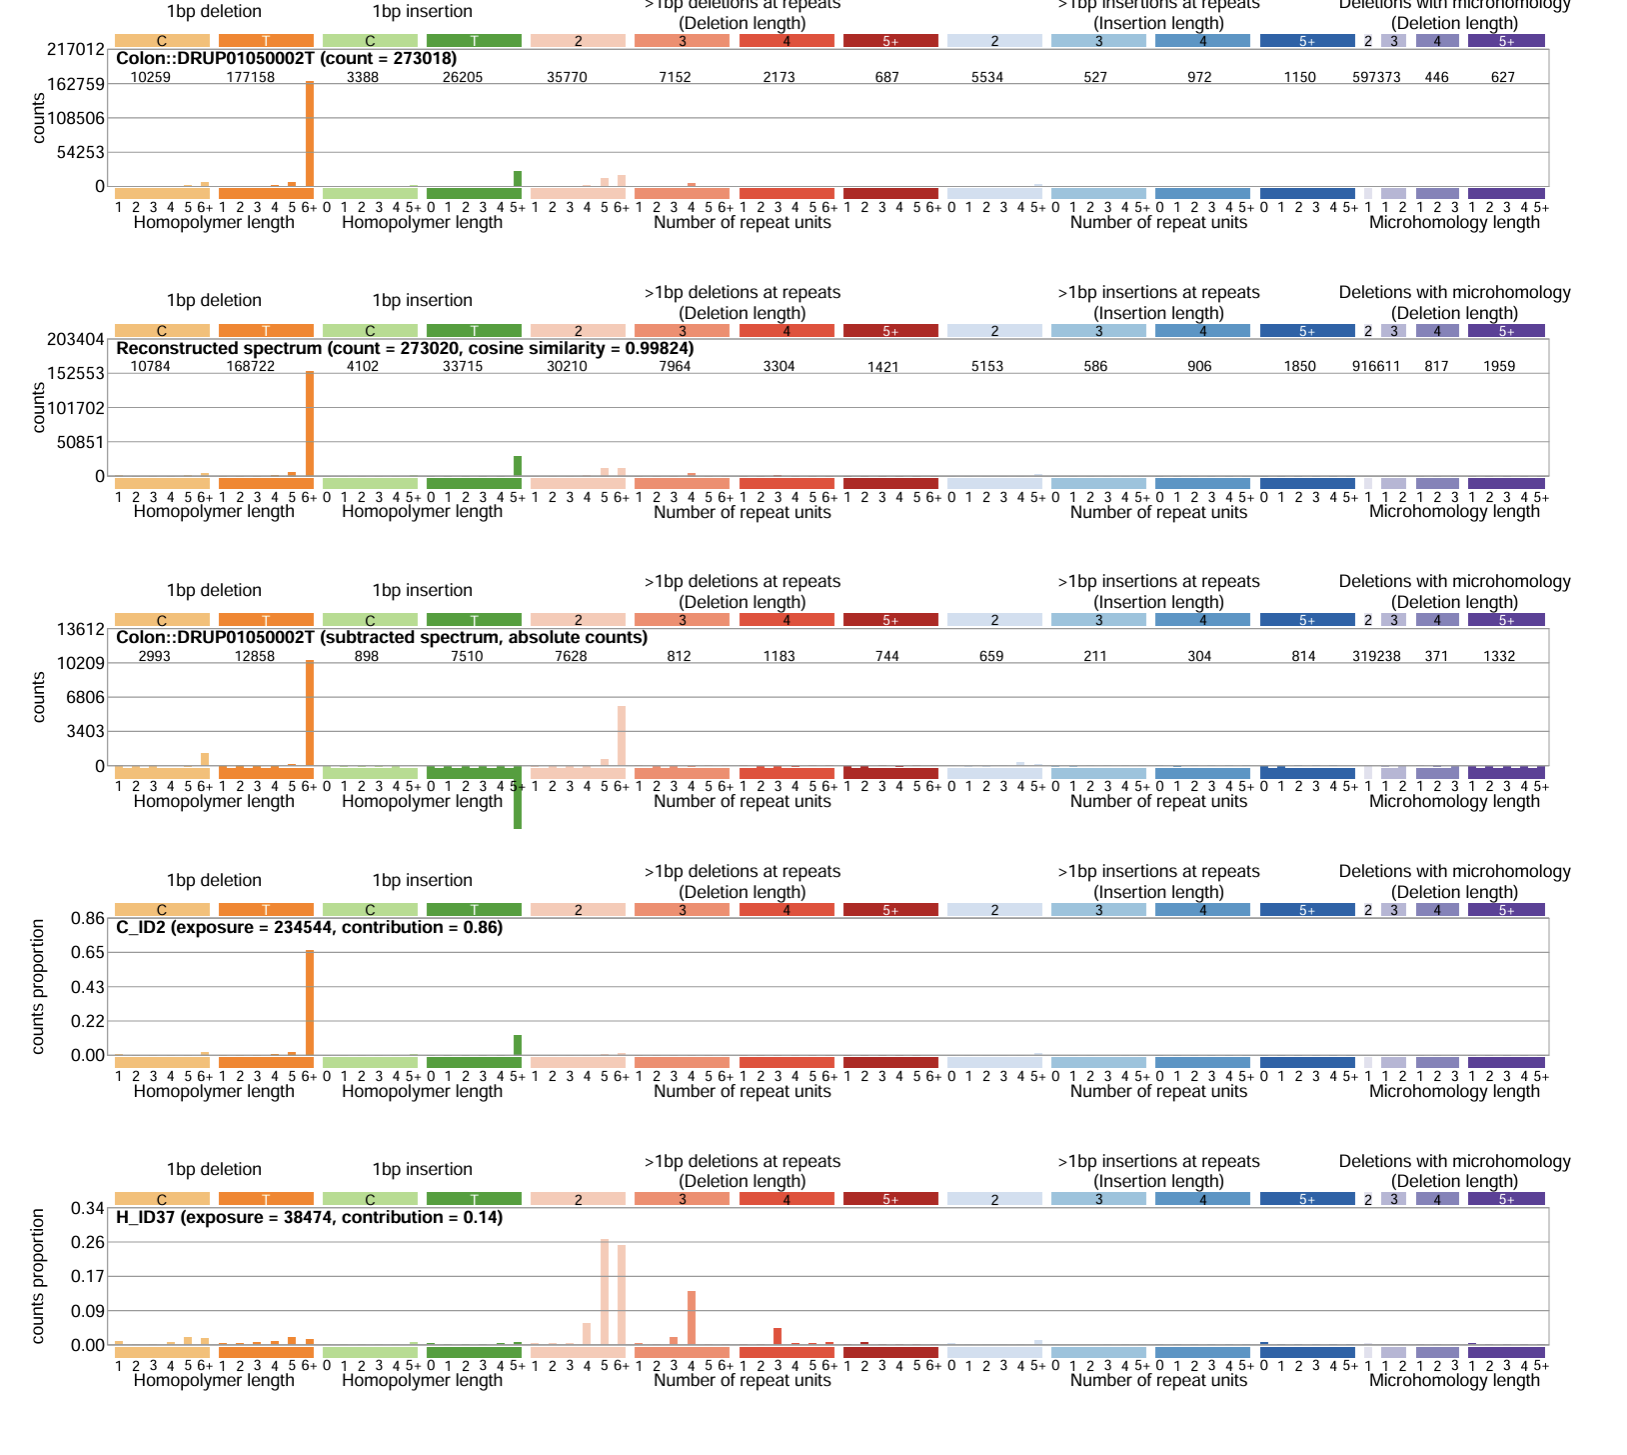 1bp deletion 1bp insertion >1bp deletions at repeats >1bp insertions at repeats Deletions with microhomology
(Deletion length) (Insertion length) (Deletion length)
C T C T 2 3 4 5+ 2 3 4 5+ 2 3 4 5+
217012
Colon::DRUP01050002T (count = 273018)
10259 177158 3388 26205 35770 7152 2173 687 5534 527 972 1150 597373 446 627
162759
108506
54253
0
counts
1 2 3 4 5 6+ 1 2 3 4 5 6+ 0 1 2 3 4 5+ 0 1 2 3 4 5+ 1 2 3 4 5 6+ 1 2 3 4 5 6+ 1 2 3 4 5 6+ 1 2 3 4 5 6+ 0 1 2 3 4 5+ 0 1 2 3 4 5+ 0 1 2 3 4 5+ 0 1 2 3 4 5+ 1 1 2 1 2 3 1 2 3 4 5+
Homopolymer length Homopolymer length Number of repeat units Number of repeat units Microhomology length
1bp deletion 1bp insertion >1bp deletions at repeats >1bp insertions at repeats Deletions with microhomology
(Deletion length) (Insertion length) (Deletion length)
C T C T 2 3 4 5+ 2 3 4 5+ 2 3 4 5+
203404
Reconstructed spectrum (count = 273020, cosine similarity = 0.99824)
10784 168722 4102 33715 30210 7964 3304 1421 5153 586 906 1850 916611 817 1959
152553
101702
50851
0
counts
1 2 3 4 5 6+ 1 2 3 4 5 6+ 0 1 2 3 4 5+ 0 1 2 3 4 5+ 1 2 3 4 5 6+ 1 2 3 4 5 6+ 1 2 3 4 5 6+ 1 2 3 4 5 6+ 0 1 2 3 4 5+ 0 1 2 3 4 5+ 0 1 2 3 4 5+ 0 1 2 3 4 5+ 1 1 2 1 2 3 1 2 3 4 5+
Homopolymer length Homopolymer length Number of repeat units Number of repeat units Microhomology length
1bp deletion 1bp insertion >1bp deletions at repeats >1bp insertions at repeats Deletions with microhomology
(Deletion length) (Insertion length) (Deletion length)
C T C T 2 3 4 5+ 2 3 4 5+ 2 3 4 5+
13612
Colon::DRUP01050002T (subtracted spectrum, absolute counts)
2993 12858 898 7510 7628 812 1183 744 659 211 304 814 319238 371 1332
10209
6806
3403
0
counts
1 2 3 4 5 6+ 1 2 3 4 5 6+ 0 1 2 3 4 5+ 0 1 2 3 4 5+ 1 2 3 4 5 6+ 1 2 3 4 5 6+ 1 2 3 4 5 6+ 1 2 3 4 5 6+ 0 1 2 3 4 5+ 0 1 2 3 4 5+ 0 1 2 3 4 5+ 0 1 2 3 4 5+ 1 1 2 1 2 3 1 2 3 4 5+
Homopolymer length Homopolymer length Number of repeat units Number of repeat units Microhomology length
1bp deletion 1bp insertion >1bp deletions at repeats >1bp insertions at repeats Deletions with microhomology
(Deletion length) (Insertion length) (Deletion length)
C T C T 2 3 4 5+ 2 3 4 5+ 2 3 4 5+
0.86
C_ID2 (exposure = 234544, contribution = 0.86)
0.65
0.43
0.22
0.00
counts proportion
1 2 3 4 5 6+ 1 2 3 4 5 6+ 0 1 2 3 4 5+ 0 1 2 3 4 5+ 1 2 3 4 5 6+ 1 2 3 4 5 6+ 1 2 3 4 5 6+ 1 2 3 4 5 6+ 0 1 2 3 4 5+ 0 1 2 3 4 5+ 0 1 2 3 4 5+ 0 1 2 3 4 5+ 1 1 2 1 2 3 1 2 3 4 5+
Homopolymer length Homopolymer length Number of repeat units Number of repeat units Microhomology length
1bp deletion 1bp insertion >1bp deletions at repeats >1bp insertions at repeats Deletions with microhomology
(Deletion length) (Insertion length) (Deletion length)
C T C T 2 3 4 5+ 2 3 4 5+ 2 3 4 5+
0.34
H_ID37 (exposure = 38474, contribution = 0.14)
0.26
0.17
0.09
0.00
counts proportion
1 2 3 4 5 6+ 1 2 3 4 5 6+ 0 1 2 3 4 5+ 0 1 2 3 4 5+ 1 2 3 4 5 6+ 1 2 3 4 5 6+ 1 2 3 4 5 6+ 1 2 3 4 5 6+ 0 1 2 3 4 5+ 0 1 2 3 4 5+ 0 1 2 3 4 5+ 0 1 2 3 4 5+ 1 1 2 1 2 3 1 2 3 4 5+
Homopolymer length Homopolymer length Number of repeat units Number of repeat units Microhomology length